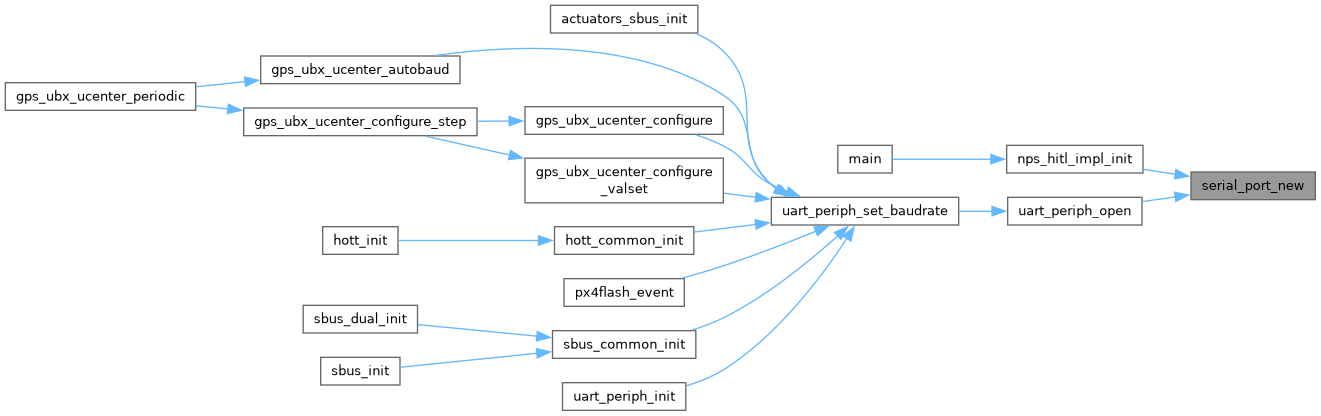 actuators_sbus_init
gps_ubx_ucenter_autobaud
gps_ubx_ucenter_periodic
gps_ubx_ucenter_configure
gps_ubx_ucenter_configure_step
main
nps_hitl_impl_init
gps_ubx_ucenter_configure
_valset
serial_port_new
uart_periph_set_baudrate
uart_periph_open
hott_init
hott_common_init
px4flash_event
sbus_dual_init
sbus_common_init
sbus_init
uart_periph_init